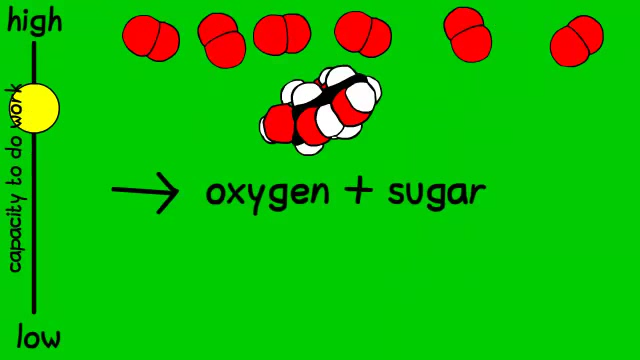 high
capacity to do work
→ oxygen + sugar
low